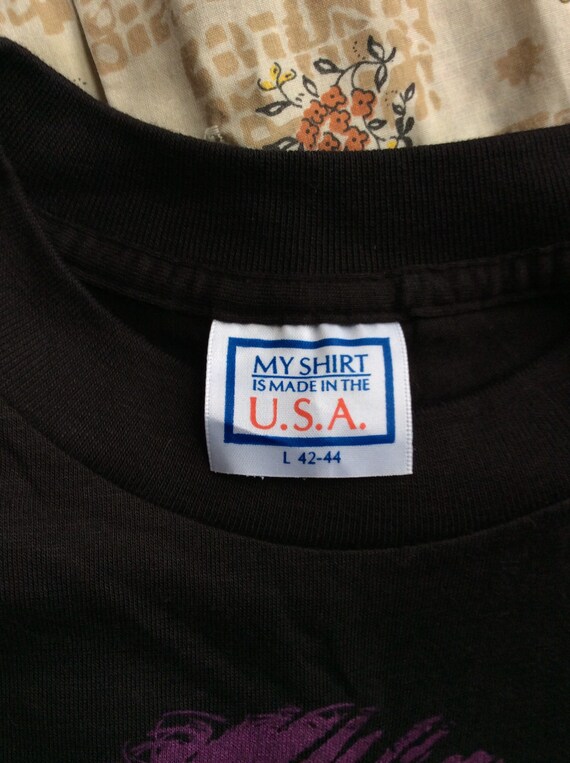 MY SHIRT
IS MADE IN THE
U.S.A.
L 42-44